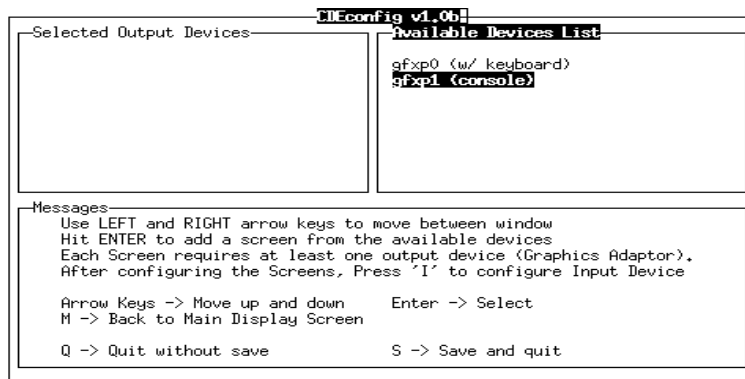 CDEconfig v1.0b
Selected Output Devices
Available Devices List
gfxp0 (w/ keyboard)
gfxp1 (console)
Messages
Use LEFT and RIGHT arrow keys to move between window
Hit ENTER to add a screen from the available devices
Each Screen requires at least one output device (Graphics Adaptor).
After configuring the Screens, Press 'I' to configure Input Device
Arrow Keys -> Move up and down Enter -> Select
M -> Back to Main Display Screen
Q -> Quit without save S -> Save and quit